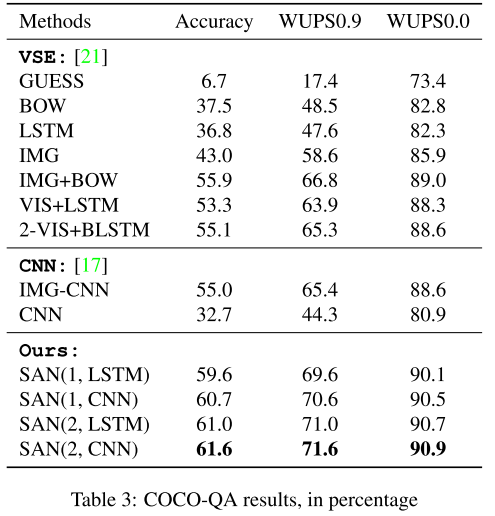 Methods Accuracy WUPS0.9 WUPS0.0
VSE: [21]
GUESS 6.7 17.4 73.4
BOW 37.5 48.5 82.8
LSTM 36.8 47.6 82.3
IMG 43.0 58.6 85.9
IMG+BOW 55.9 66.8 89.0
VIS+LSTM 53.3 63.9 88.3
2-VIS+BLSTM 55.1 65.3 88.6
CNN: [17]
IMG-CNN 55.0 65.4 88.6
CNN 32.7 44.3 80.9
Ours:
SAN(1, LSTM) 59.6 69.6 90.1
SAN(1, CNN) 60.7 70.6 90.5
SAN(2, LSTM) 61.0 71.0 90.7
SAN(2, CNN) 61.6 71.6 90.9
Table 3: COCO-QA results, in percentage